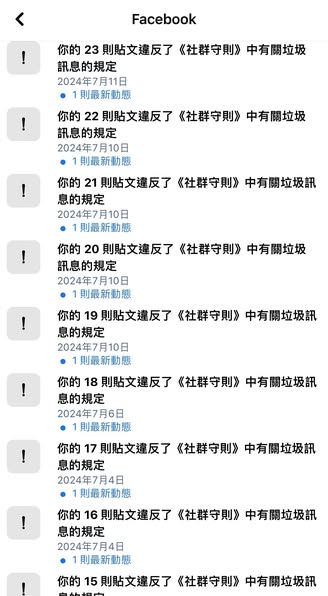 Facebook
你的 23 則貼文違反了《社群守則》中有關垃圾
訊息的規定
2024年7月11日
1 則最新動態
你的 22 則貼文違反了《社群守則》中有關垃圾
訊息的規定
2024年7月10日
1 則最新動態
你的 21 則貼文違反了《社群守則》中有關垃圾訊
息的規定
2024年7月10日
1 則最新動態
你的 20 則貼文違反了《社群守則》中有關垃圾
訊息的規定
2024年7月10日
1 則最新動態
你的 19 則貼文違反了《社群守則》中有關垃圾訊
息的規定
2024年7月10日
1 則最新動態
你的 18 則貼文違反了《社群守則》中有關垃圾訊
息的規定
2024年7月6日
1 則最新動態
你的 17 則貼文違反了《社群守則》中有關垃圾訊
息的規定
2024年7月4日
1 則最新動態
你的 16 則貼文違反了《社群守則》中有關垃圾訊
息的規定
2024年7月4日
1 則最新動態
你的 15 則貼文違反了《社群守則》中有關垃圾訊